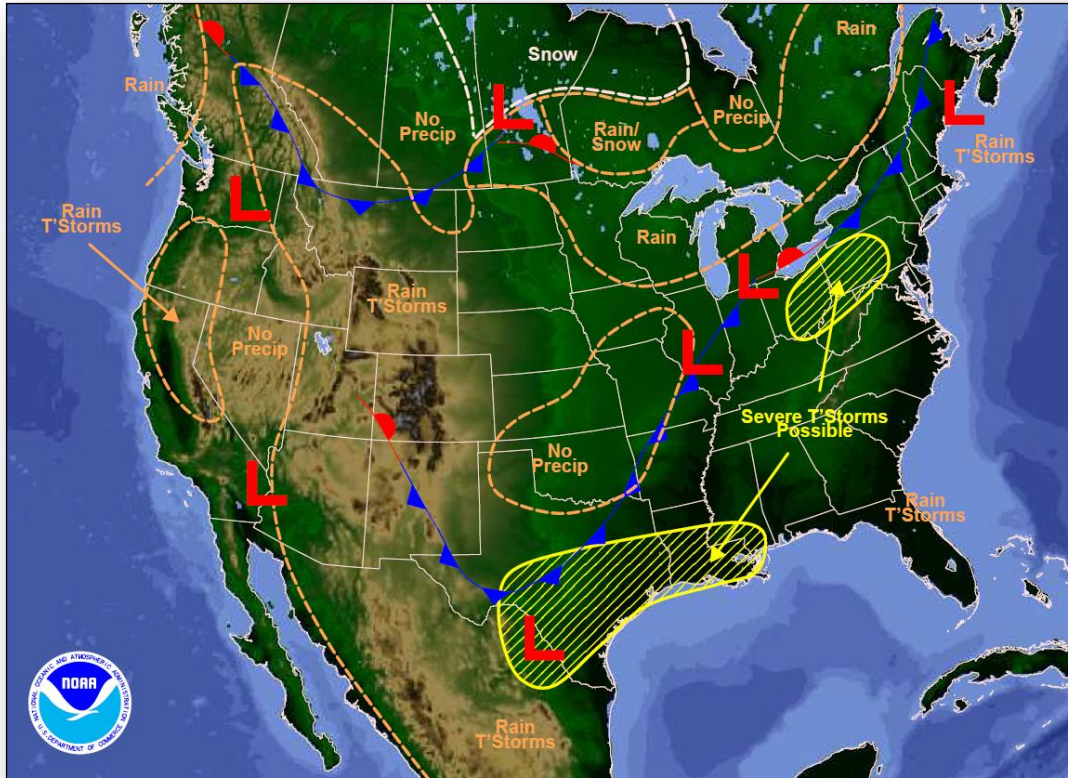 Snow
Rain
Rain
No
Precip
No
Precip
Rain/
Snow
Rain
T'Storms
Rain
T'Storms
Rain
Rain
T'Storms
No
Precip
Severe T'Storms
Possible
No
Precip
Rain
T'Storms
Rain
T'Storms
L
L
L
L
L
L
L
NATIONAL OCEANIC AND ATMOSPHERIC ADMINISTRATION
NOAA
U.S. DEPARTMENT OF COMMERCE